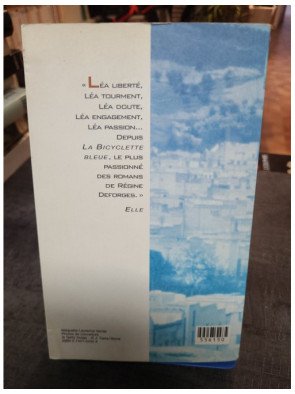 « LÉA LIBERTÉ,
LÉA TOURMENT,
LÉA DOUTE,
LÉA ENGAGEMENT,
LÉA PASSION...
DEPUIS
LA BICYCLETTE
BLEUE, LE PLUS
PASSIONNÉ
DES ROMANS
DE RÉGINE
DEFORGES. »
ELLE